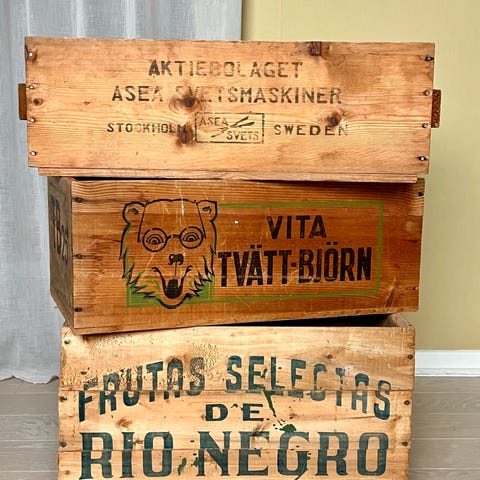 AKTIEBOLAGET
ASEA SVETSMASKINER
STOCKHOLM ASEA SVETS SWEDEN
VITA
TVÄTT-BJÖRN
FRUTAS SELECTAS
DE
RIO NEGRO